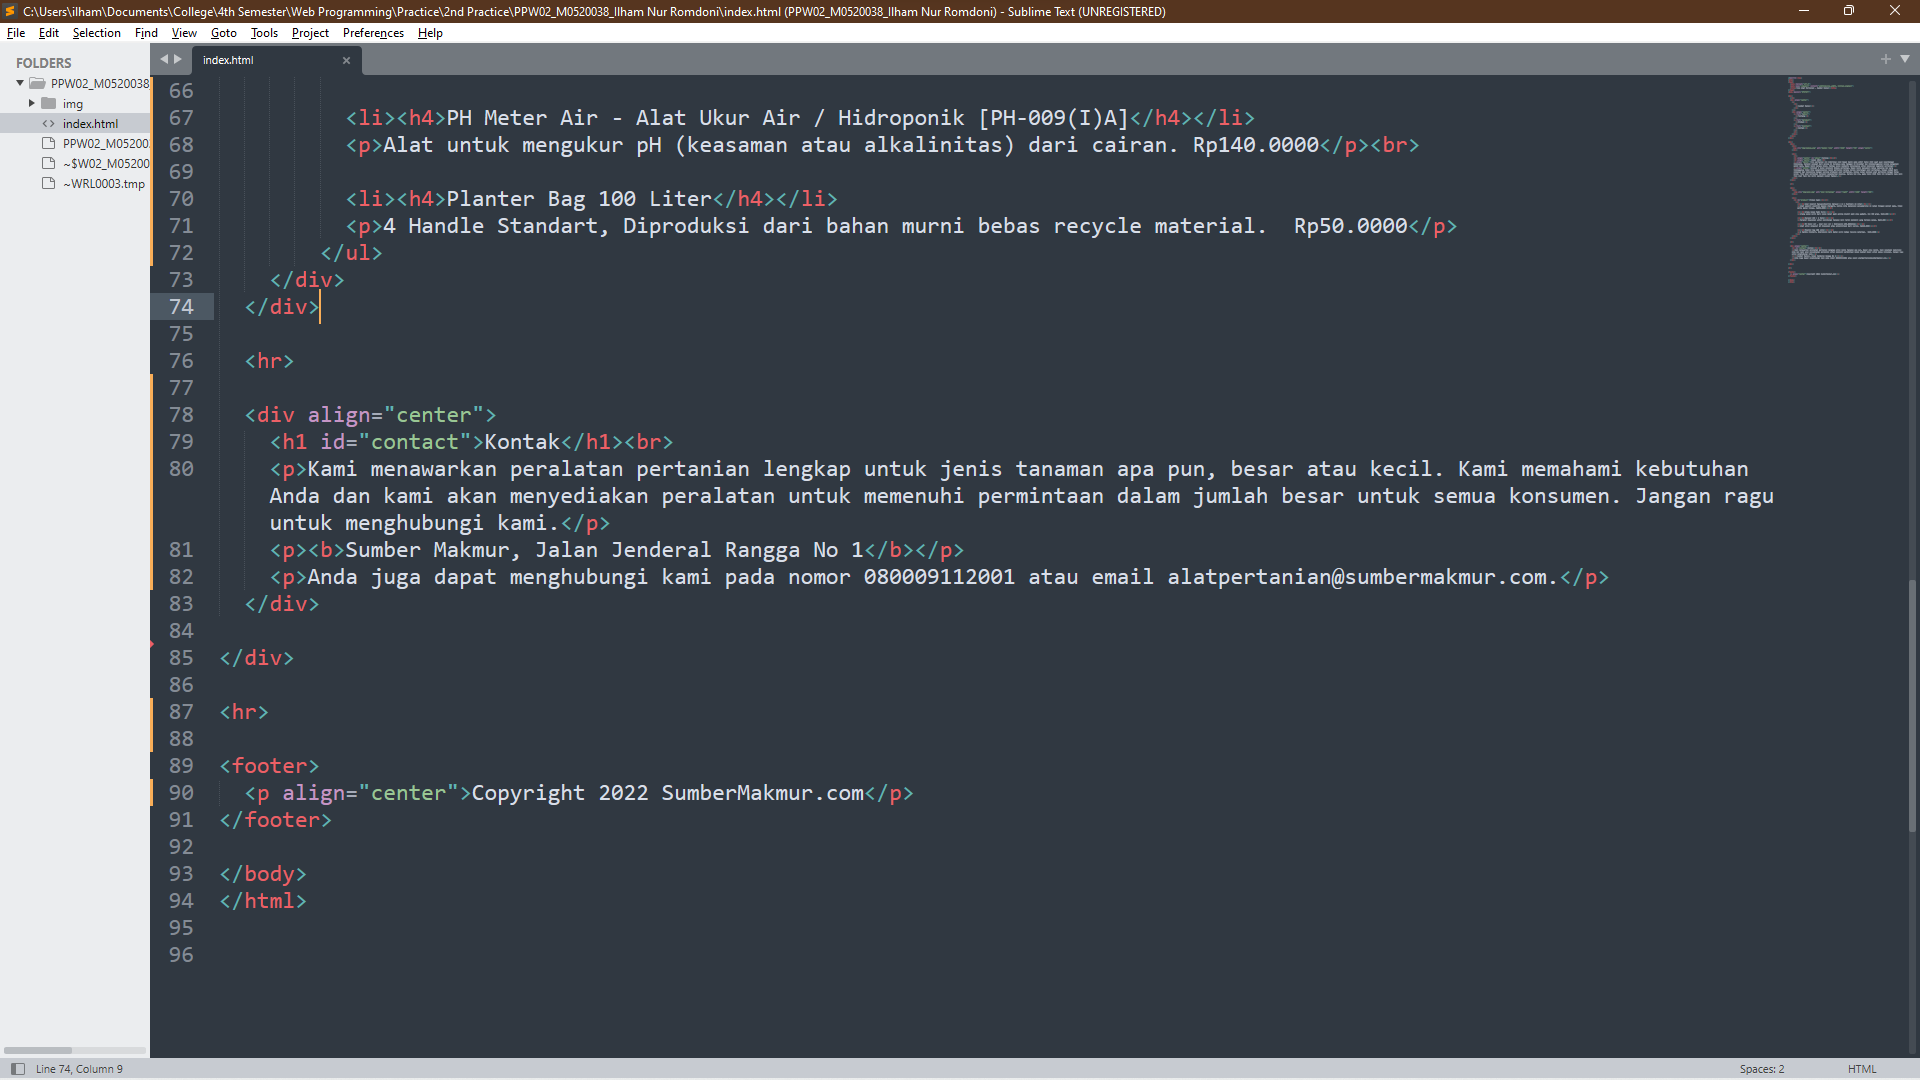 C:\Users\ilham\Documents\College\4th Semester\Web Programming\Practice\2nd Practice\PPW02_M0520038_Ilham Nur Romdoni\index.html (PPW02_M0520038_Ilham Nur Romdoni) - Sublime Text (UNREGISTERED)
File Edit Selection Find View Goto Tools Project Preferences Help
FOLDERS
PPW02_M0520038_
img
index.html
PPW02_M05200
~$W02_M05200
~WRL0003.tmp
index.html
66
67 <li><h4>PH Meter Air - Alat Ukur Air / Hidroponik [PH-009(I)A]</h4></li>
68 <p>Alat untuk mengukur pH (keasaman atau alkalinitas) dari cairan. Rp140.0000</p><br>
69
70 <li><h4>Planter Bag 100 Liter</h4></li>
71 <p>4 Handle Standart, Diproduksi dari bahan murni bebas recycle material.  Rp50.0000</p>
72 </ul>
73 </div>
74 </div>
75
76 <hr>
77
78 <div align="center">
79 <h1 id="contact">Kontak</h1><br>
80 <p>Kami menawarkan peralatan pertanian lengkap untuk jenis tanaman apa pun, besar atau kecil. Kami memahami kebutuhan
Anda dan kami akan menyediakan peralatan untuk memenuhi permintaan dalam jumlah besar untuk semua konsumen. Jangan ragu
untuk menghubungi kami.</p>
81 <p><b>Sumber Makmur, Jalan Jenderal Rangga No 1</b></p>
82 <p>Anda juga dapat menghubungi kami pada nomor 080009112001 atau email alatpertanian@sumbermakmur.com.</p>
83 </div>
84
85 </div>
86
87 <hr>
88
89 <footer>
90 <p align="center">Copyright 2022 SumberMakmur.com</p>
91 </footer>
92
93 </body>
94 </html>
95
96
Line 74, Column 9
Spaces: 2
HTML